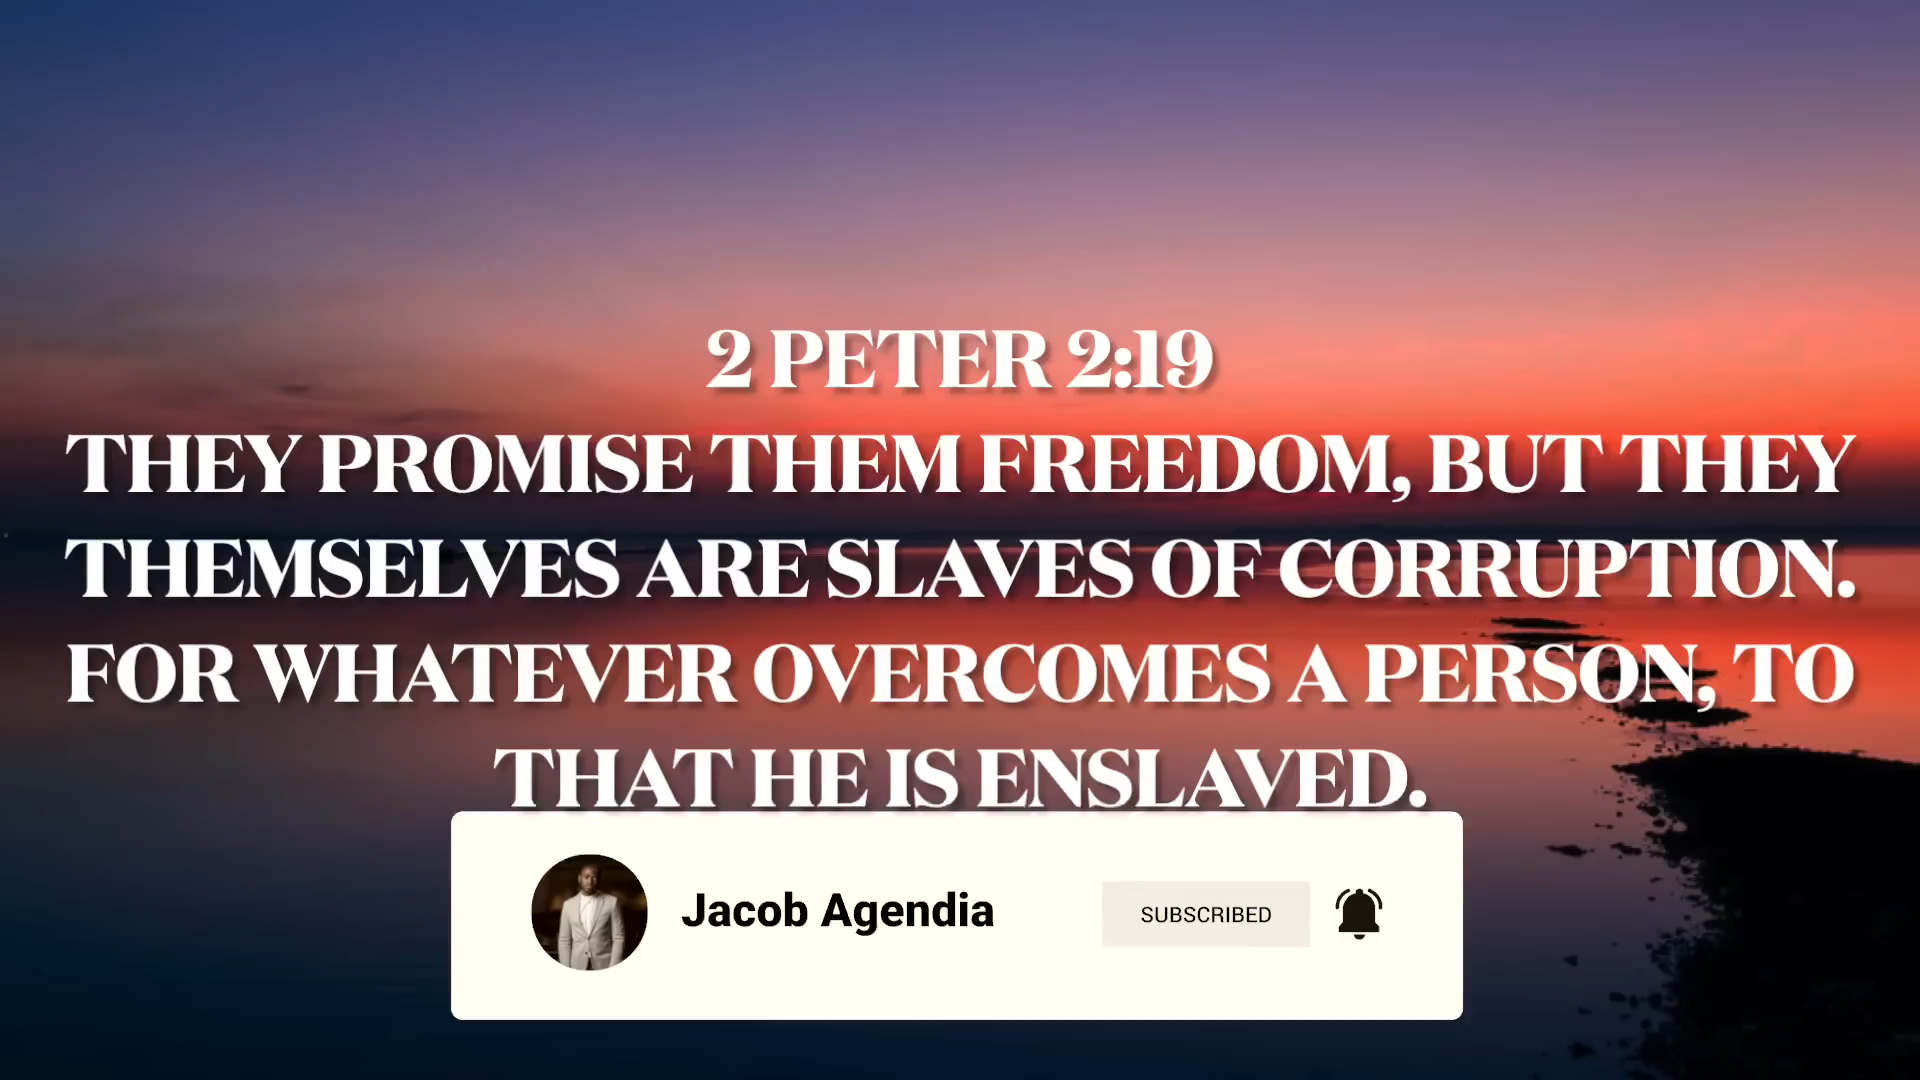 2 PETER 2:19
THEY PROMISE THEM FREEDOM, BUT THEY
THEMSELVES ARE SLAVES OF CORRUPTION.
FOR WHATEVER OVERCOMES A PERSON, TO
THAT HE IS ENSLAVED.
Jacob Agendia
SUBSCRIBED